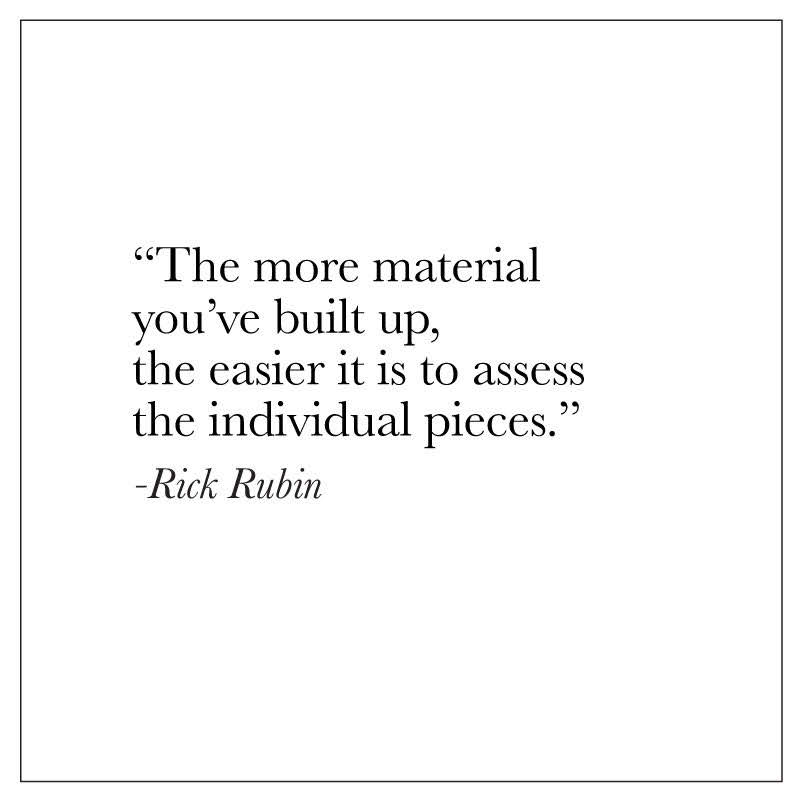 “The more material
you’ve built up,
the easier it is to assess
the individual pieces.”
-Rick Rubin